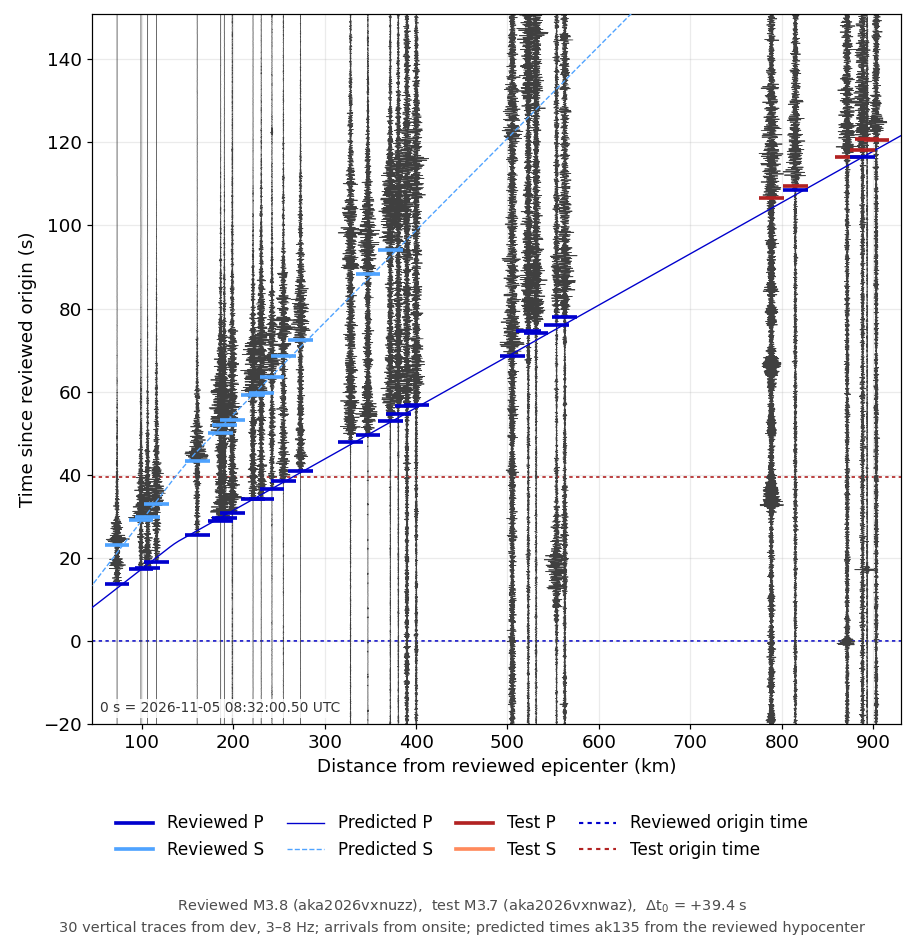 140
120
100
80
60
40
20
0
−20
Time since reviewed origin (s)
0 s = 2026-11-05 08:32:00.50 UTC
100 200 300 400 500 600 700 800 900
Distance from reviewed epicenter (km)
Reviewed P Predicted P Test P Reviewed origin time
Reviewed S Predicted S Test S Test origin time
Reviewed M3.8 (aka2026vxnuzz), test M3.7 (aka2026vxnwaz), Δt₀ = +39.4 s
30 vertical traces from dev, 3–8 Hz; arrivals from onsite; predicted times ak135 from the reviewed hypocenter